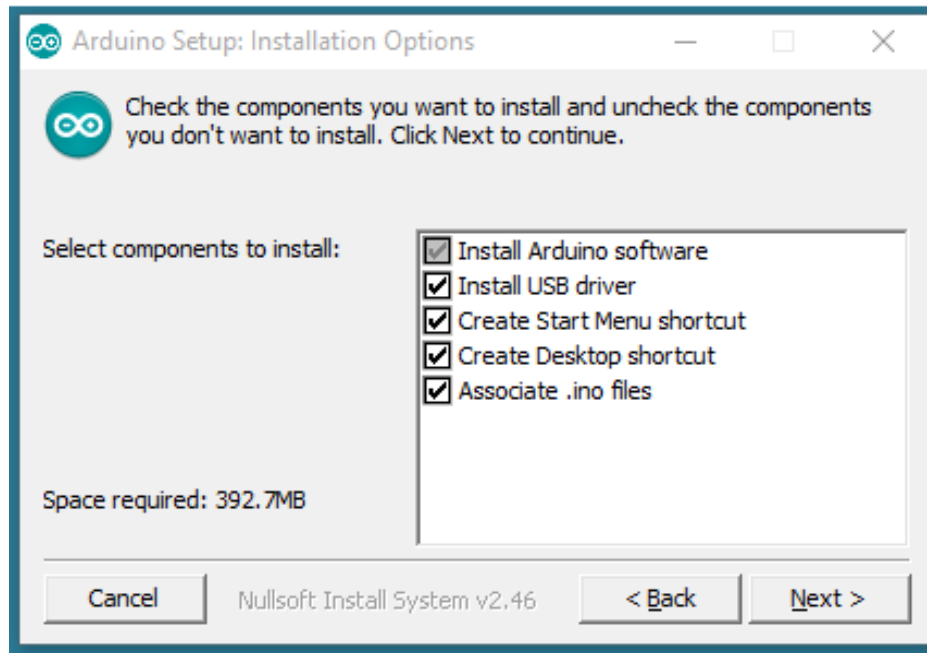 Arduino Setup: Installation Options
Check the components you want to install and uncheck the components
you don't want to install. Click Next to continue.
Select components to install:
Install Arduino software
Install USB driver
Create Start Menu shortcut
Create Desktop shortcut
Associate .ino files
Space required: 392.7MB
Cancel
Nullsoft Install System v2.46
< Back
Next >